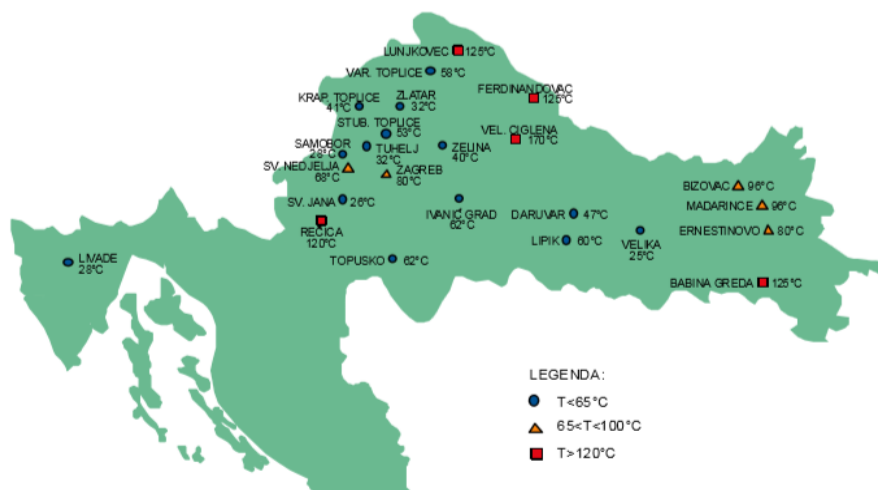 LUNJKOVEC 125°C
VAR. TOPLICE 58°C
FERDINANDOVAC
125°C
KRAP. TOPLICE
41°C
ZLATAR
32°C
STUB. TOPLICE
53°C
VEL. CIGLENA
170°C
SAMOBOR
28°C
TUHELJ
32°C
ZELINA
40°C
SV. NEDJELJA
68°C
ZAGREB
80°C
BIZOVAC 96°C
MADARINCE 96°C
SV. JANA 26°C
IVANIĆ GRAD
62°C
DARUVAR 47°C
ERNESTINOVO 80°C
REČICA
120°C
LIPIK 60°C
VELIKA
25°C
LIVADE
28°C
TOPUSKO 62°C
BABINA GREDA 125°C
LEGENDA:
T<65°C
65<T<100°C
T>120°C